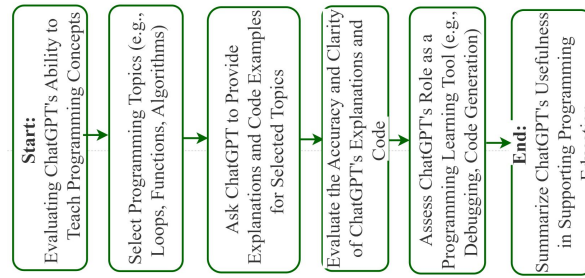 Start:
Evaluating ChatGPT's Ability to
Teach Programming Concepts
Select Programming Topics (e.g.,
Loops, Functions, Algorithms)
Ask ChatGPT to Provide
Explanations and Code Examples
for Selected Topics
Evaluate the Accuracy and Clarity
of ChatGPT's Explanations and
Code
Assess ChatGPT's Role as a
Programming Learning Tool (e.g.,
Debugging, Code Generation)
End:
Summarize ChatGPT's Usefulness
in Supporting Programming